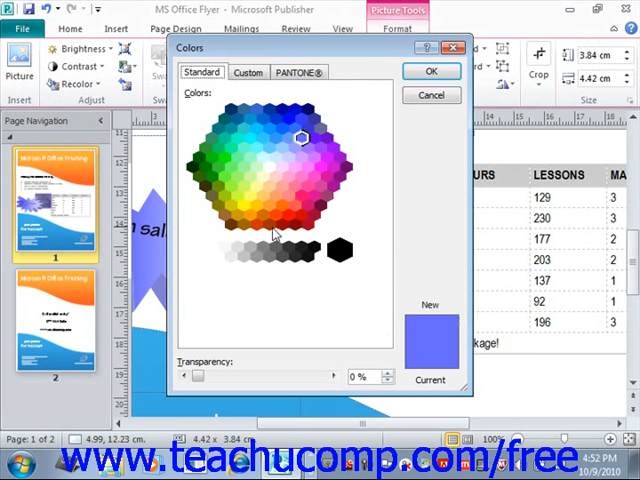 MS Office Flyer - Microsoft Publisher
Picture Tools
File
Home
Insert
Page Design
Mailings
Review
View
Format
Picture
Brightness
Contrast
Recolor
Insert
Adjust
Crop
3.84 cm
4.42 cm
Size
Colors
Standard
Custom
PANTONE®
OK
Cancel
Colors:
New
Current
Transparency:
0 %
Page Navigation
1
2
LESSONS
129 3
230 3
177 2
203 2
137 1
92 1
196 3
Page: 1 of 2
4.99, 12.23 cm.
4.42 x 3.84 cm.
100%
www.teachucomp.com/free
4:52 PM
10/9/2010